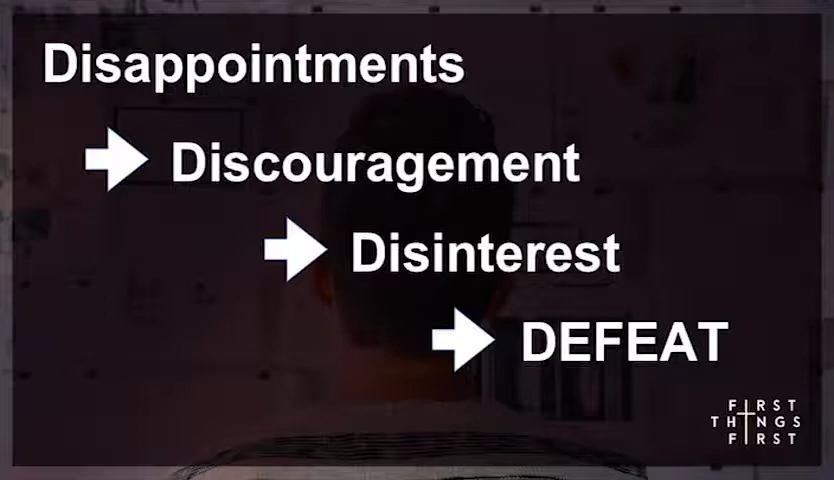 Disappointments
Discouragement
Disinterest
DEFEAT
FIRST
THINGS
FIRST